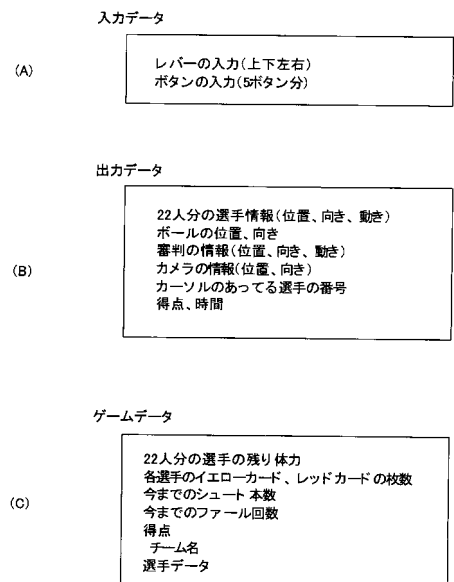 入力データ
(A)
レバーの入力(上下左右)
ボタンの入力(5ボタン分)
出力データ
(B)
22人分の選手情報(位置、向き、動き)
ボールの位置、向き
審判の情報(位置、向き、動き)
カメラの情報(位置、向き)
カーソルのあってる選手の番号
得点、時間
ゲームデータ
(C)
22人分の選手の残り体力
各選手のイエローカード、レッドカードの枚数
今までのシュート本数
今までのファール回数
得点
チーム名
選手データ